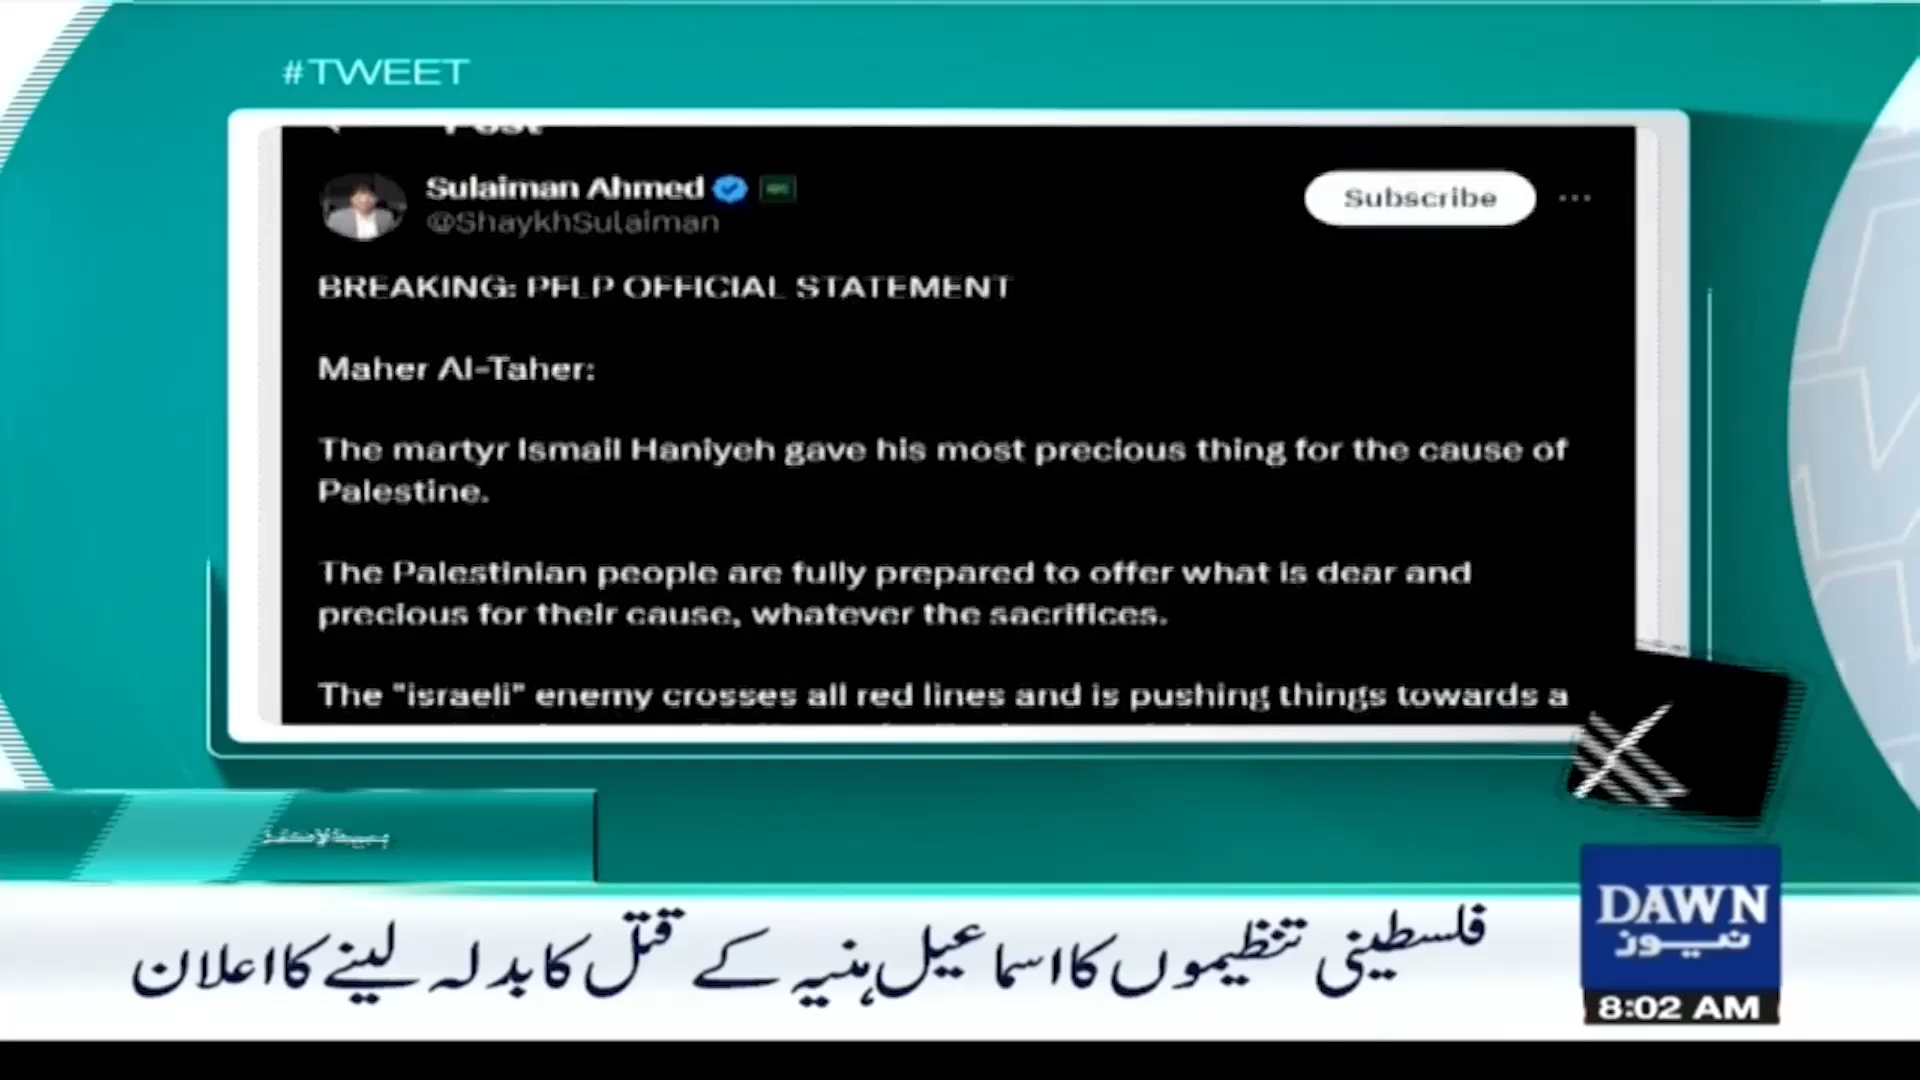 #TWEET
Post
Sulaiman Ahmed
@ShaykhSulaiman
Subscribe
BREAKING: PFLP OFFICIAL STATEMENT
Maher Al-Taher:
The martyr Ismail Haniyeh gave his most precious thing for the cause of
Palestine.
The Palestinian people are fully prepared to offer what is dear and
precious for their cause, whatever the sacrifices.
The "israeli" enemy crosses all red lines and is pushing things towards a
ہیڈلائنز
فلسطینی تنظیموں کا اسماعیل ہنیہ کے قتل کا بدلہ لینے کا اعلان
DAWN
نیوز
8:02 AM